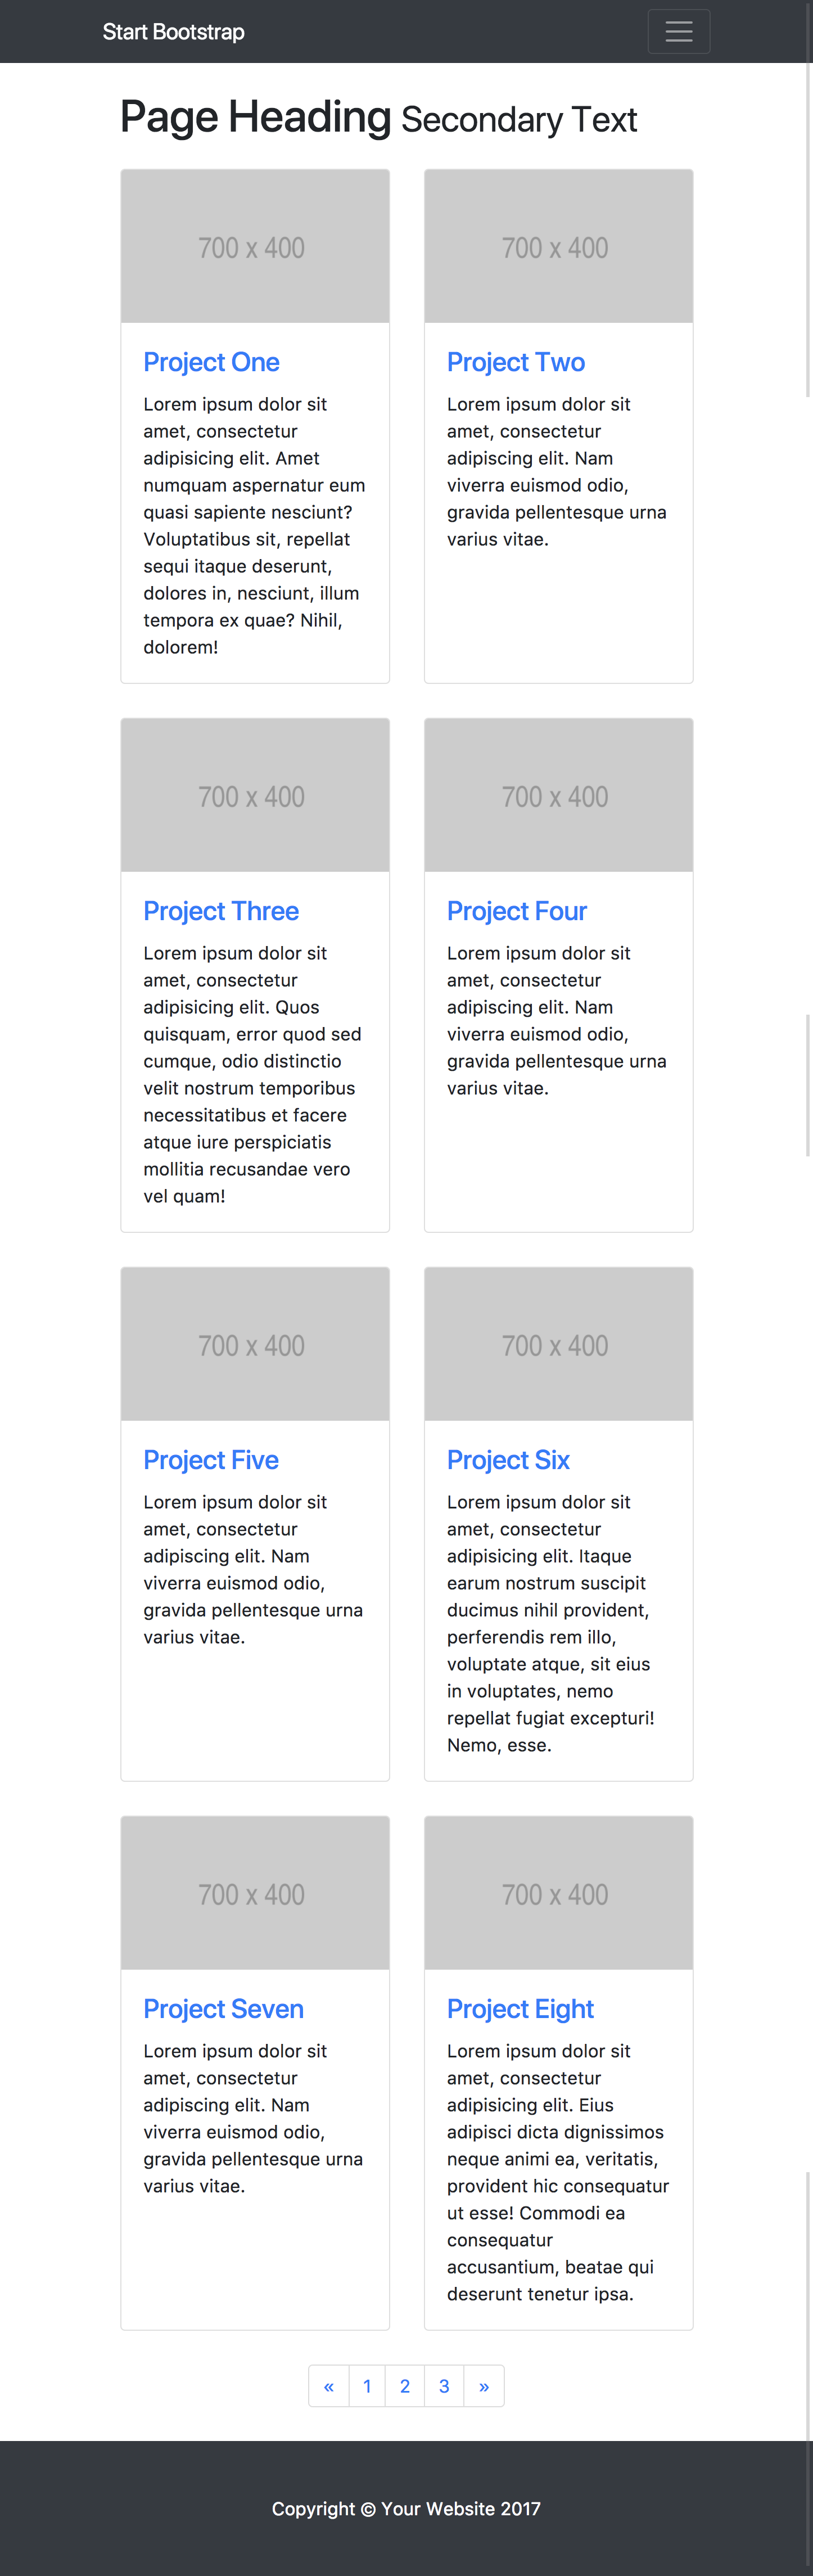 Start Bootstrap
Page Heading Secondary Text
700 x 400
Project One
Lorem ipsum dolor sit
amet, consectetur
adipisicing elit. Amet
numquam aspernatur eum
quasi sapiente nesciunt?
Voluptatibus sit, repellat
sequi itaque deserunt,
dolores in, nesciunt, illum
tempora ex quae? Nihil,
dolorem!
700 x 400
Project Two
Lorem ipsum dolor sit
amet, consectetur
adipiscing elit. Nam
viverra euismod odio,
gravida pellentesque urna
varius vitae.
700 x 400
Project Three
Lorem ipsum dolor sit
amet, consectetur
adipisicing elit. Quos
quisquam, error quod sed
cumque, odio distinctio
velit nostrum temporibus
necessitatibus et facere
atque iure perspiciatis
mollitia recusandae vero
vel quam!
700 x 400
Project Four
Lorem ipsum dolor sit
amet, consectetur
adipiscing elit. Nam
viverra euismod odio,
gravida pellentesque urna
varius vitae.
700 x 400
Project Five
Lorem ipsum dolor sit
amet, consectetur
adipiscing elit. Nam
viverra euismod odio,
gravida pellentesque urna
varius vitae.
700 x 400
Project Six
Lorem ipsum dolor sit
amet, consectetur
adipisicing elit. Itaque
earum nostrum suscipit
ducimus nihil provident,
perferendis rem illo,
voluptate atque, sit eius
in voluptates, nemo
repellat fugiat excepturi!
Nemo, esse.
700 x 400
Project Seven
Lorem ipsum dolor sit
amet, consectetur
adipiscing elit. Nam
viverra euismod odio,
gravida pellentesque urna
varius vitae.
700 x 400
Project Eight
Lorem ipsum dolor sit
amet, consectetur
adipisicing elit. Eius
adipisci dicta dignissimos
neque animi ea, veritatis,
provident hic consequatur
ut esse! Commodi ea
consequatur
accusantium, beatae qui
deserunt tenetur ipsa.
« 1 2 3 »
Copyright © Your Website 2017